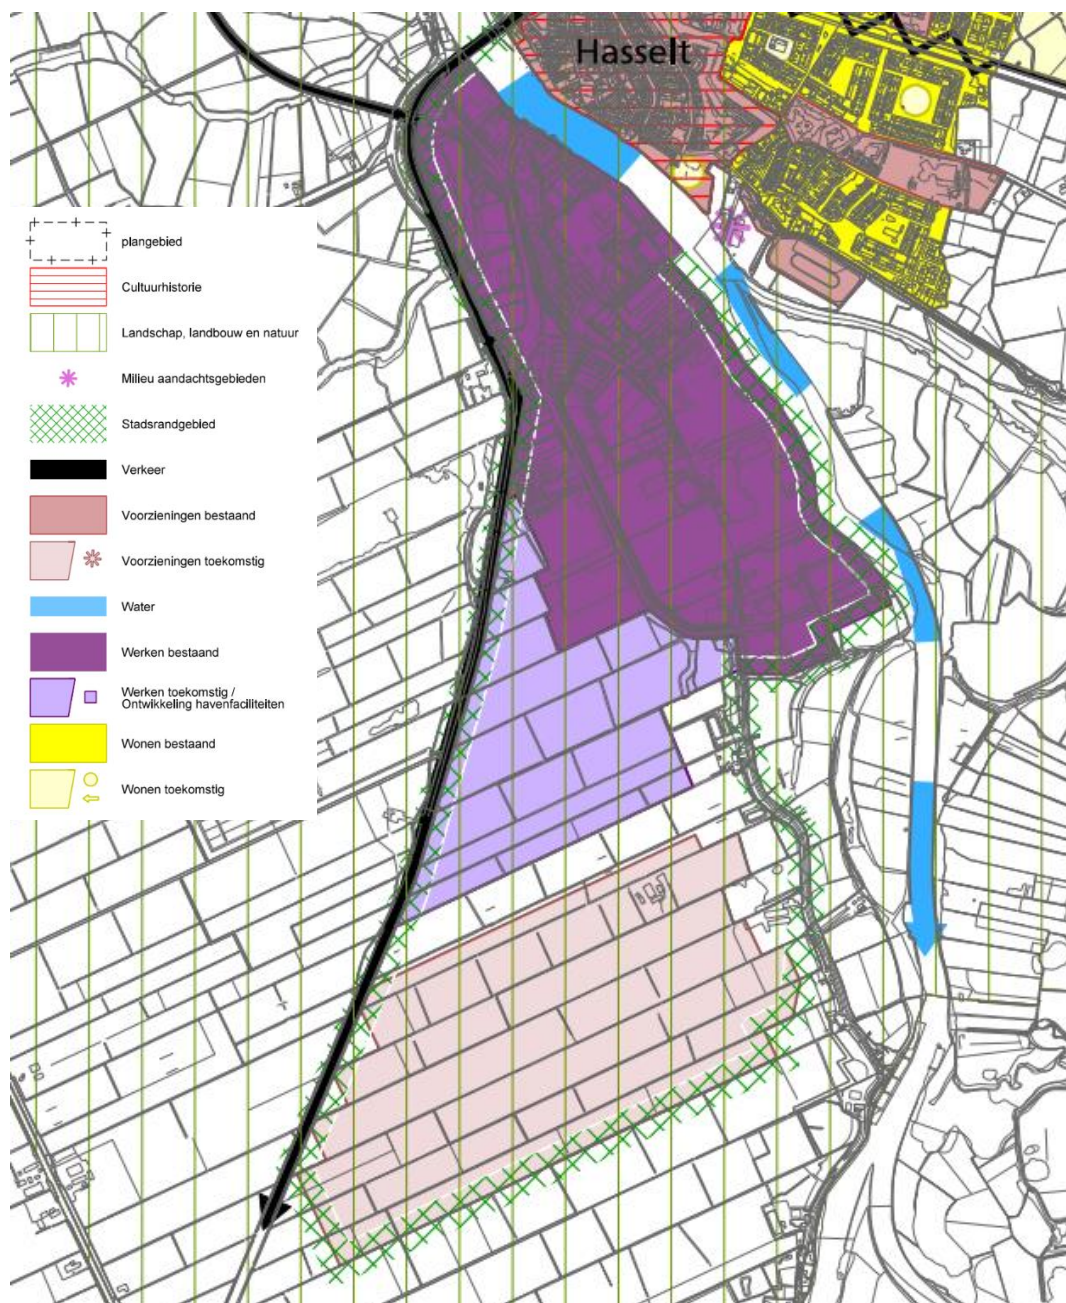 Hasselt
plangebied
Cultuurhistorie
Landschap, landbouw en natuur
Milieu aandachtsgebieden
Stadsrandgebied
Verkeer
Voorzieningen bestaand
Voorzieningen toekomstig
Water
Werken bestaand
Werken toekomstig /
Ontwikkeling havenfaciliteiten
Wonen bestaand
Wonen toekomstig